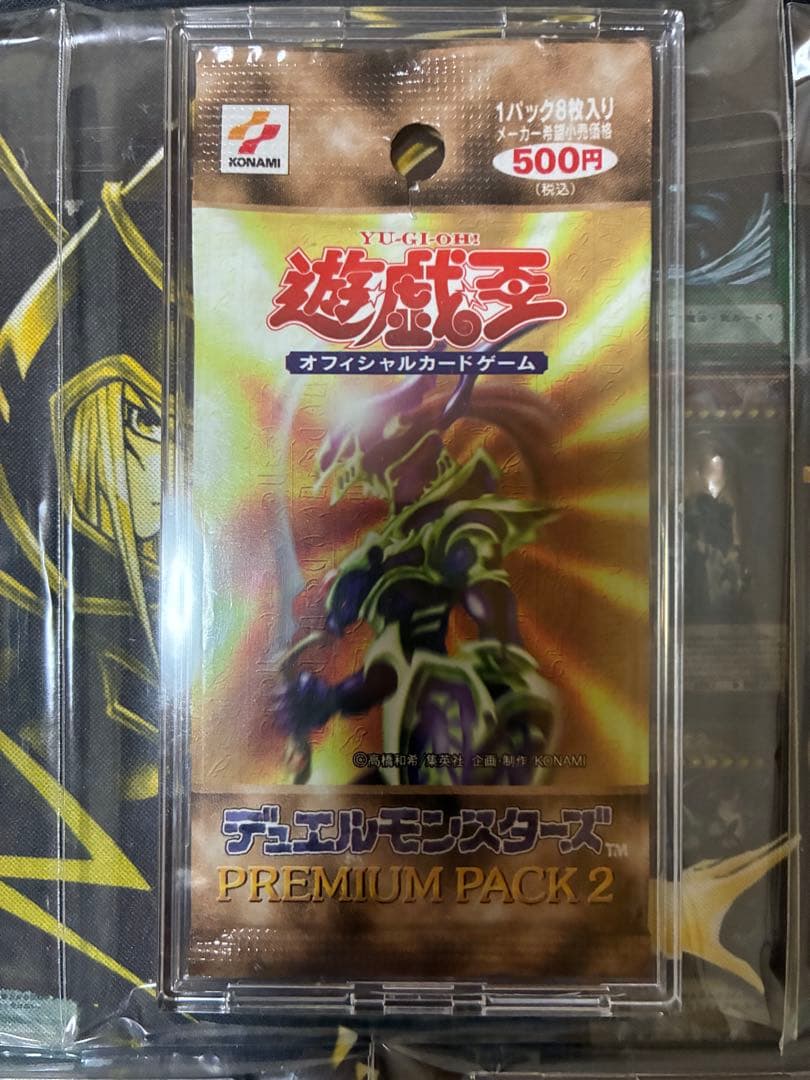 KONAMI
1パック8枚入り
メーカー希望小売価格
500円
(税込)
YU-GI-OH!
遊戯王
オフィシャルカードゲーム
©高橋和希/集英社 企画・制作 KONAMI
デュエルモンスターズ™
PREMIUM PACK 2